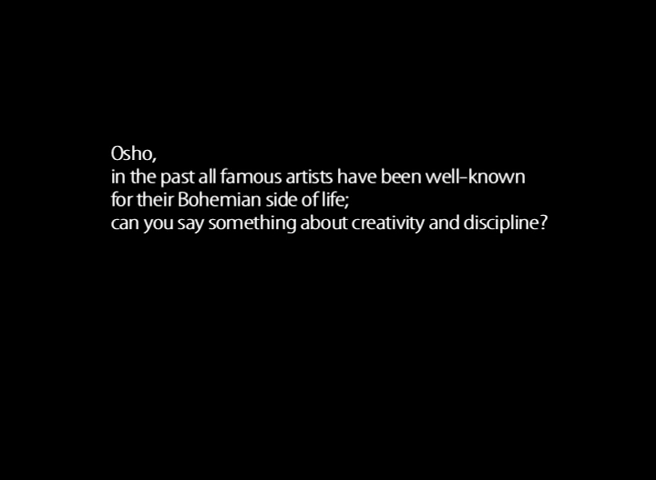 Osho,
in the past all famous artists have been well-known
for their Bohemian side of life;
can you say something about creativity and discipline?